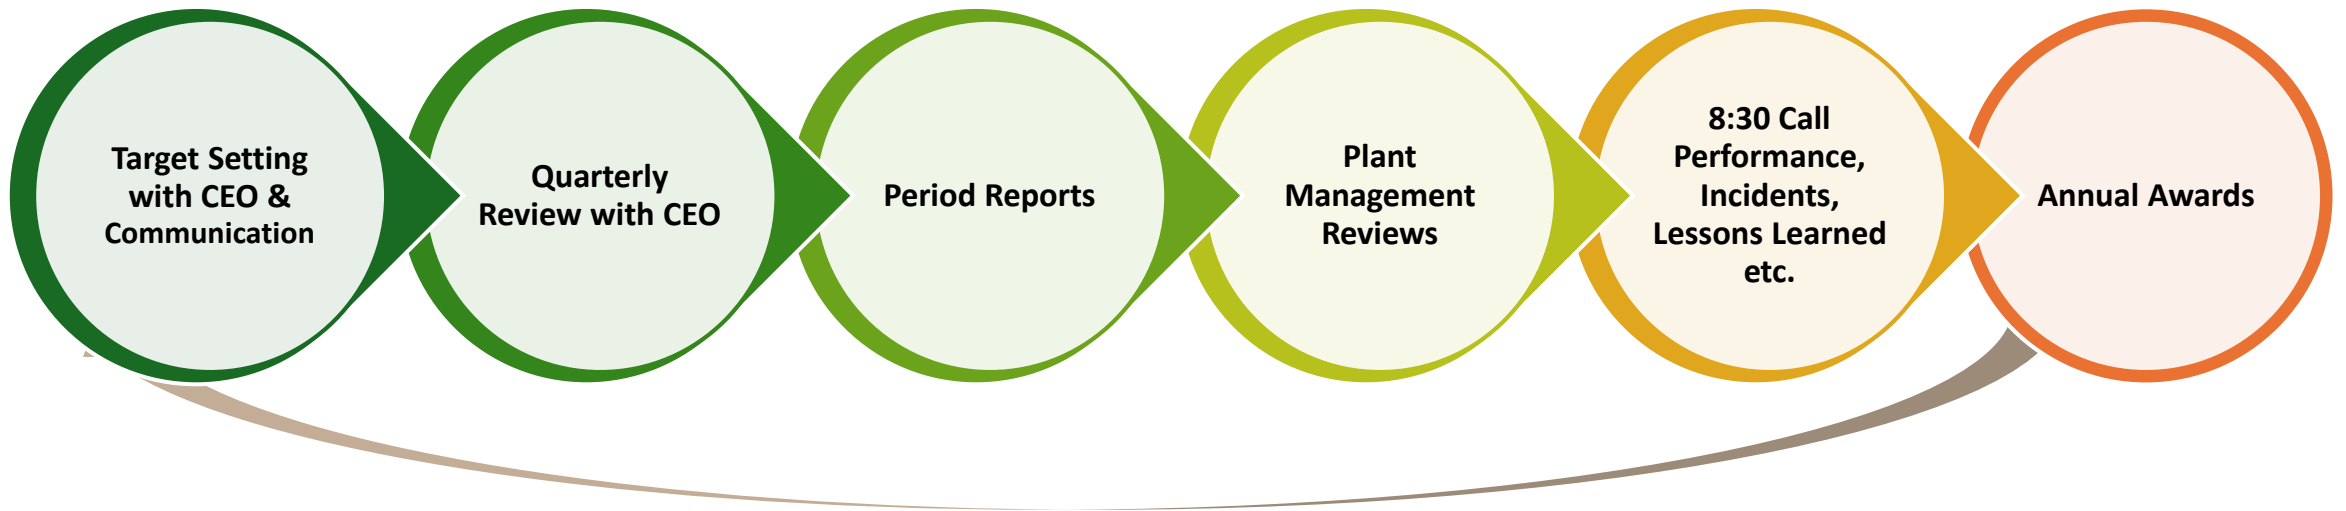 Target Setting
with CEO &
Communication
Quarterly
Review with CEO
Period Reports
Plant
Management
Reviews
8:30 Call
Performance,
Incidents,
Lessons Learned
etc.
Annual Awards